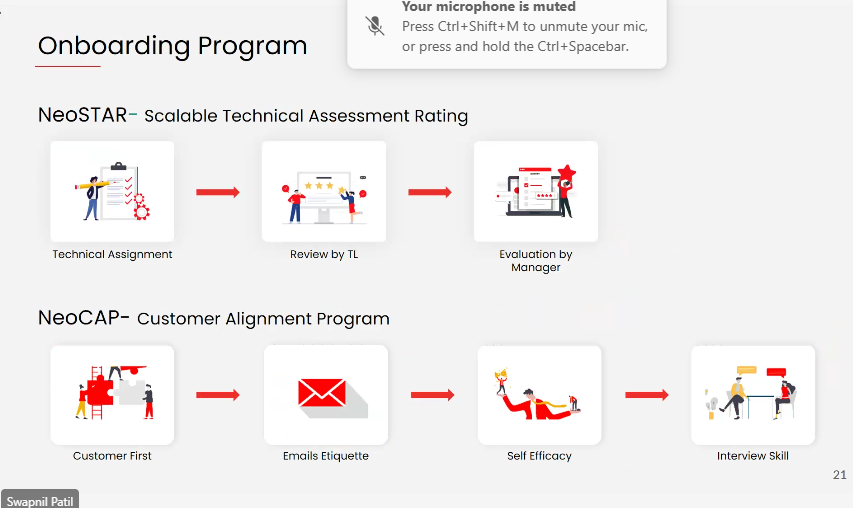 Your microphone is muted
Press Ctrl+Shift+M to unmute your mic,
or press and hold the Ctrl+Spacebar.
Onboarding Program
NeoSTAR- Scalable Technical Assessment Rating
Technical Assignment
Review by TL
Evaluation by
Manager
NeoCAP- Customer Alignment Program
Customer First
Emails Etiquette
Self Efficacy
Interview Skill
21
Swapnil Patil